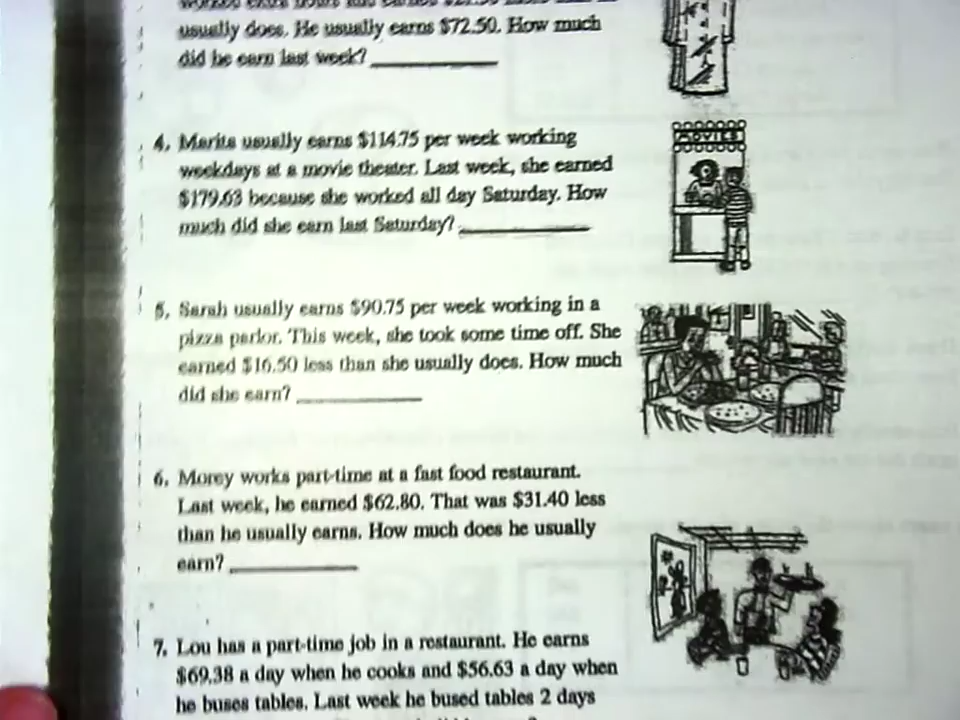 usually does. He usually earns $72.50. How much
did he earn last week?
MOVIES
4. Marita usually earns $114.75 per week working
weekdays at a movie theater. Last week, she earned
$179.63 because she worked all day Saturday. How
much did she earn last Saturday?
5. Sarah usually earns $90.75 per week working in a
pizza parlor. This week, she took some time off. She
earned $16.50 less than she usually does. How much
did she earn?
6. Morey works part-time at a fast food restaurant.
Last week, he earned $62.80. That was $31.40 less
than he usually earns. How much does he usually
earn?
7. Lou has a part-time job in a restaurant. He earns
$69.38 a day when he cooks and $56.63 a day when
he buses tables. Last week he bused tables 2 days